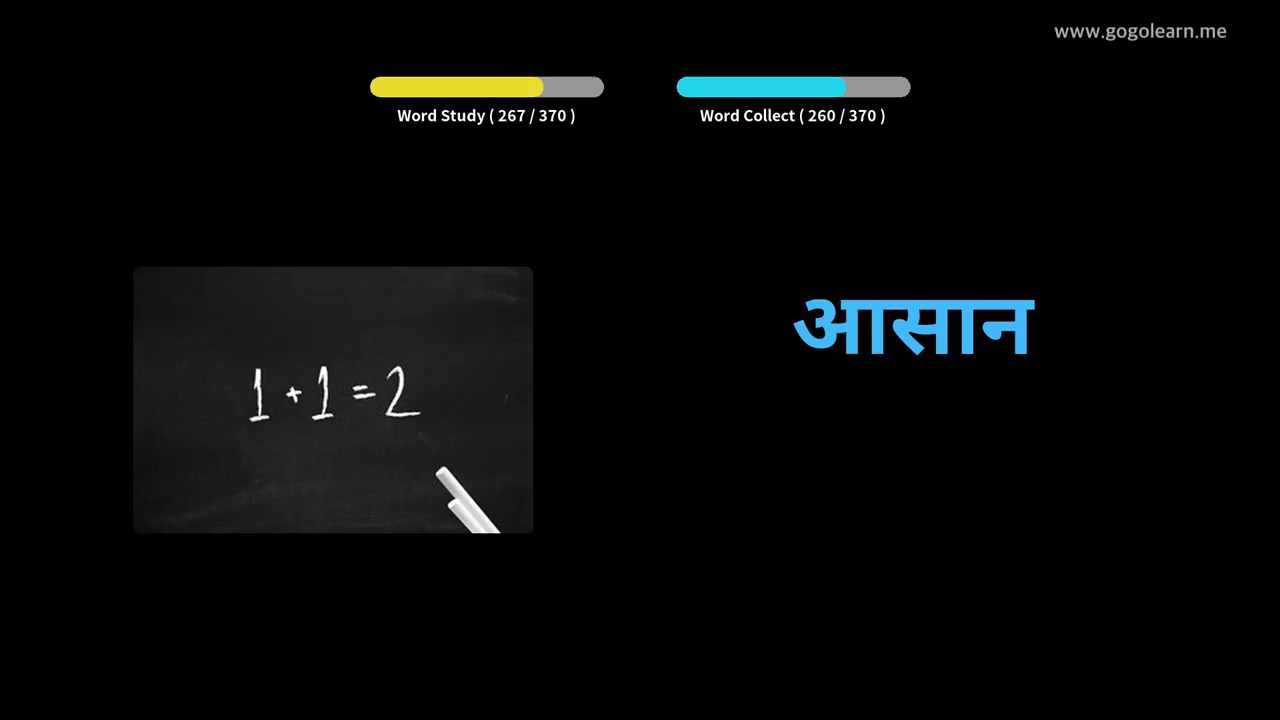 www.gogolearn.me
Word Study ( 267 / 370 )
Word Collect ( 260 / 370 )
आसान
1 + 1 = 2